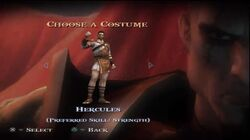 Choose a Costume
Hercules
(Preferred Skill: Strength)
- Select
- Back